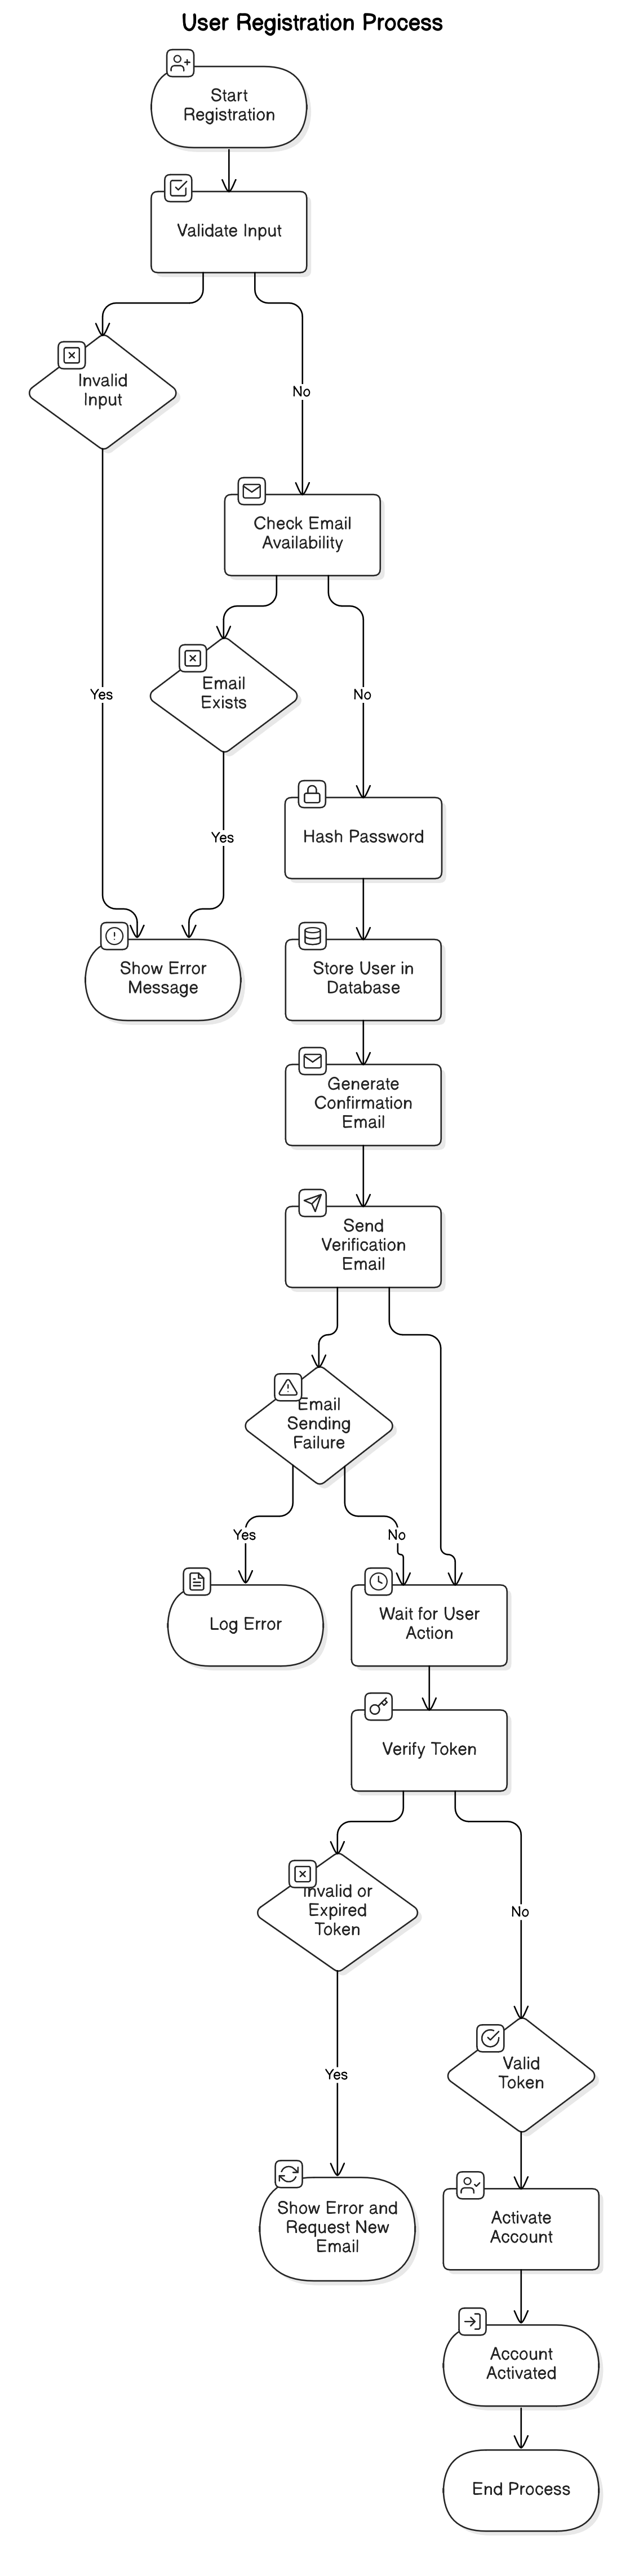 User Registration Process
Start
Registration
Validate Input
Invalid
Input
No
Check Email
Availability
Yes
Email
Exists
No
Yes
Hash Password
Show Error
Message
Store User in
Database
Generate
Confirmation
Email
Send
Verification
Email
Email
Sending
Failure
Yes
No
Log Error
Wait for User
Action
Verify Token
Invalid or
Expired
Token
No
Yes
Valid
Token
Show Error and
Request New
Email
Activate
Account
Account
Activated
End Process